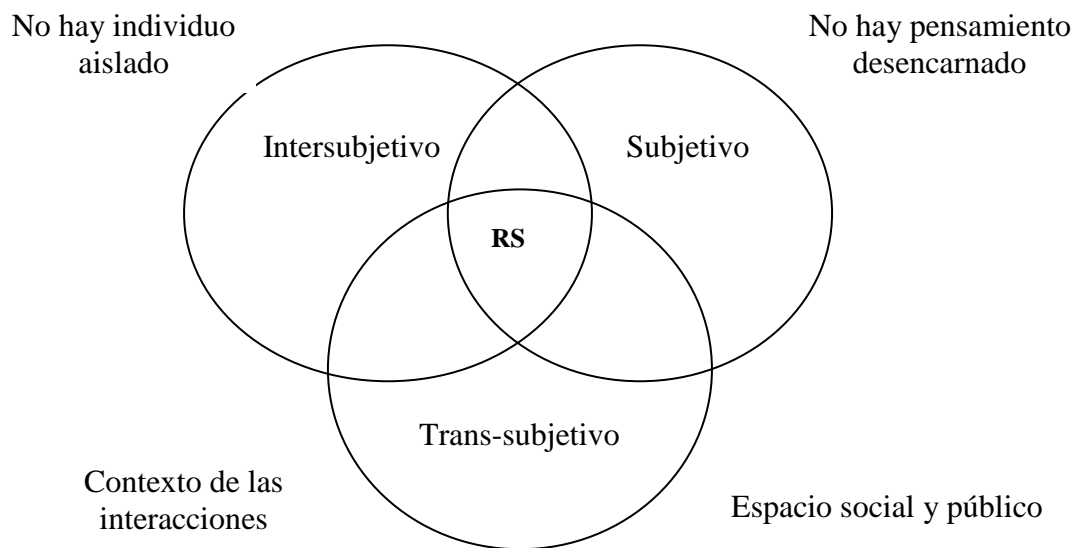 No hay individuo
aislado
No hay pensamiento
desencarnado
Intersubjetivo
Subjetivo
RS
Trans-subjetivo
Contexto de las
interacciones
Espacio social y público